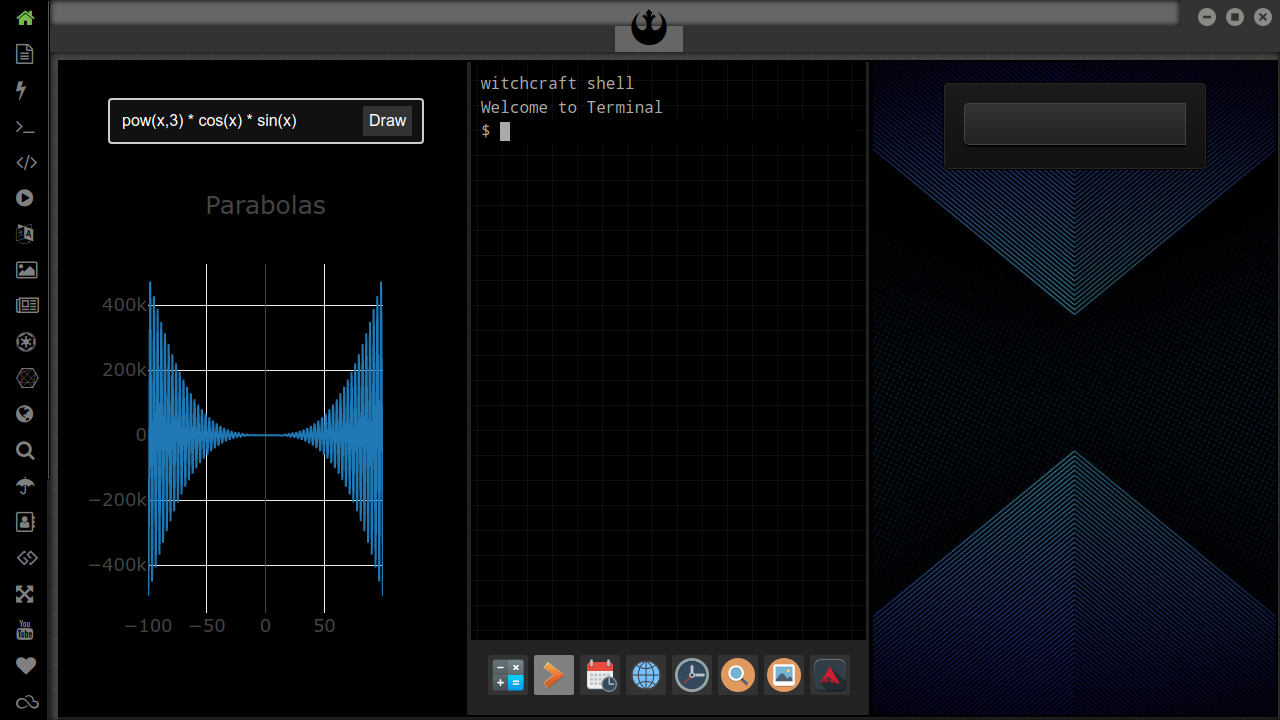 pow(x,3) * cos(x) * sin(x)
Draw
Parabolas
400k
200k
0
−200k
−400k
−100
−50
0
50
witchcraft shell
Welcome to Terminal
$
You
Tube